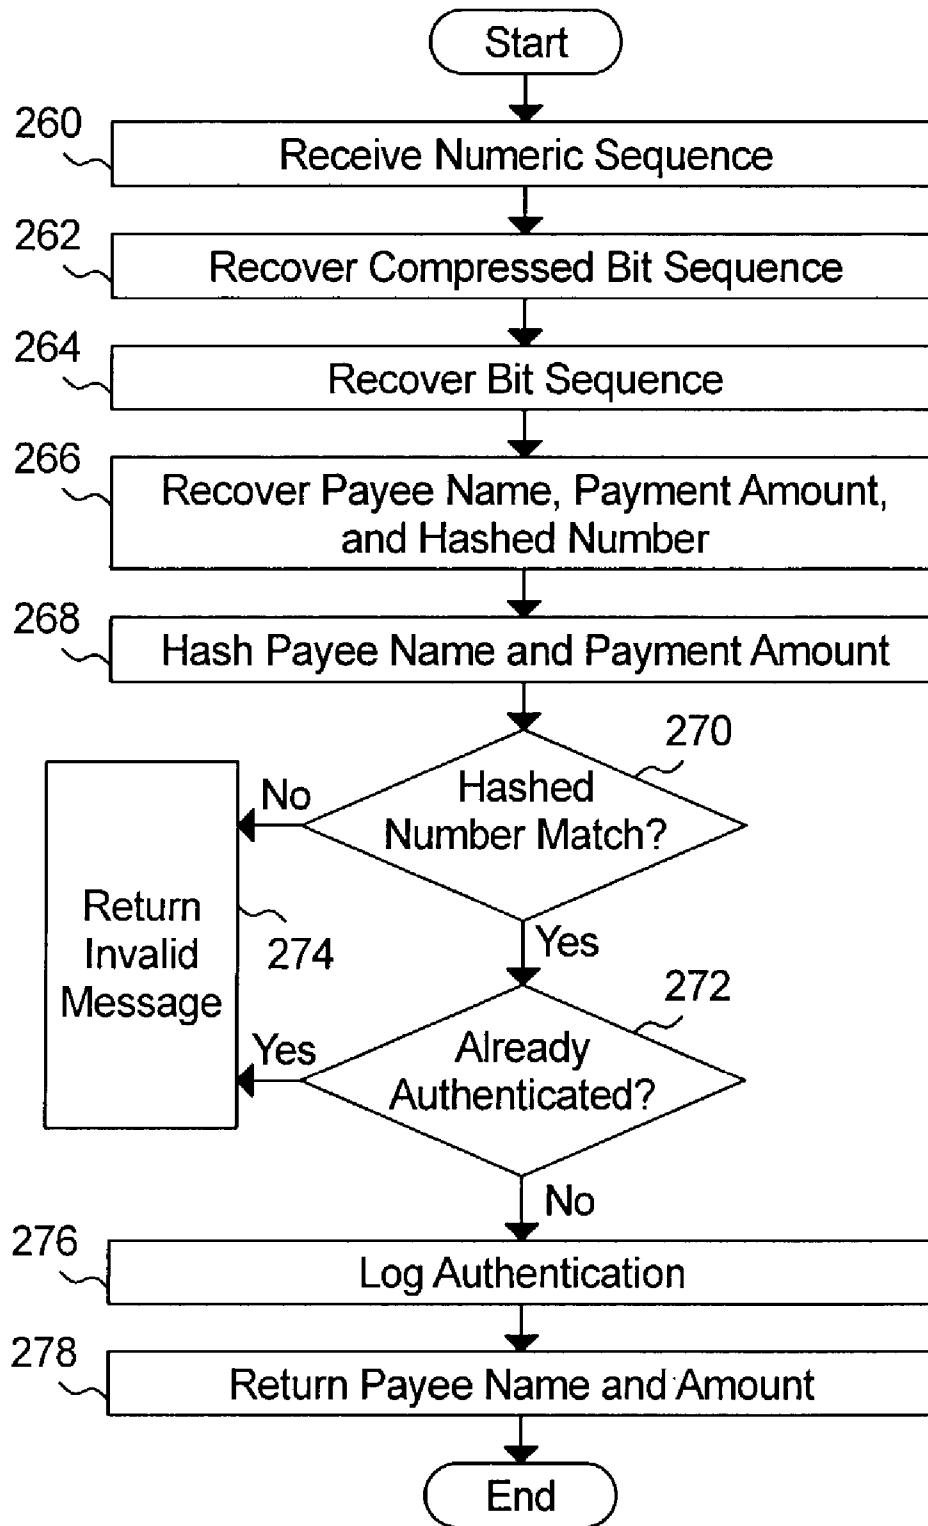 Start
260
Receive Numeric Sequence
262
Recover Compressed Bit Sequence
264
Recover Bit Sequence
266
Recover Payee Name, Payment Amount,
and Hashed Number
268
Hash Payee Name and Payment Amount
270
Hashed
Number Match?
No
Yes
Return
Invalid
Message
274
272
Already
Authenticated?
Yes
No
276
Log Authentication
278
Return Payee Name and Amount
End